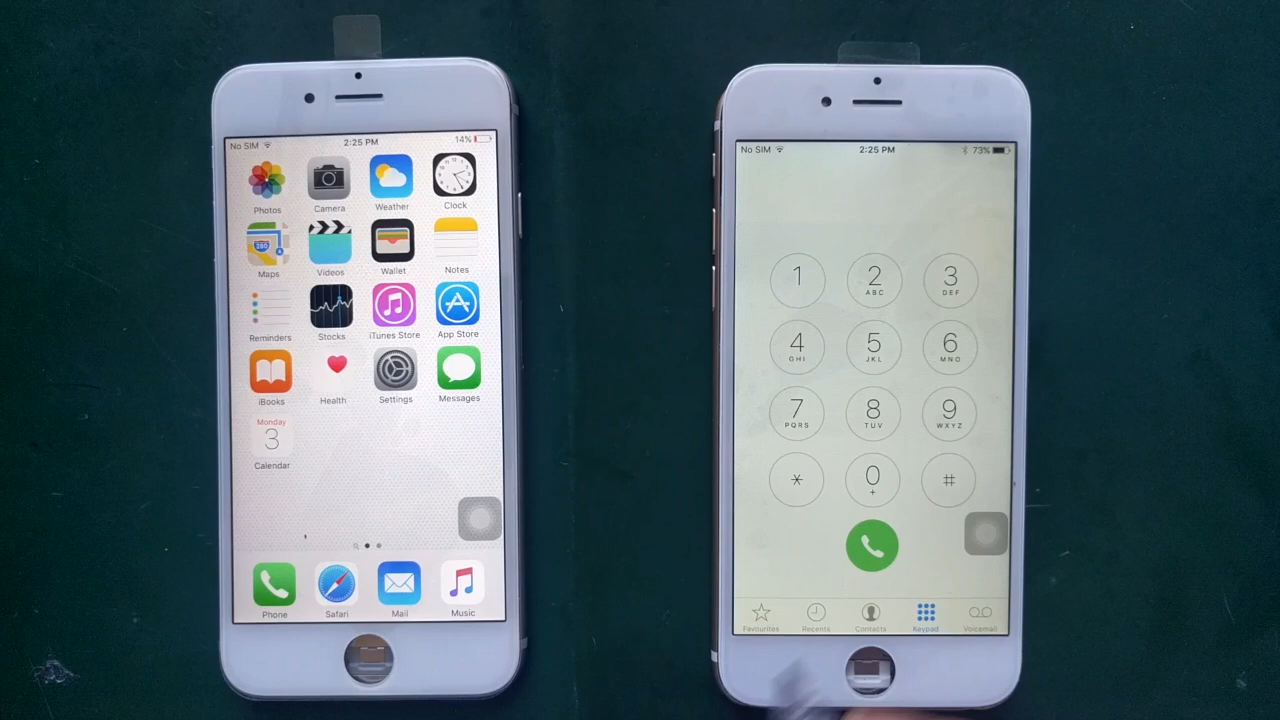 No SIM 2:25 PM 14%
Photos Camera Weather Clock
280
Maps Videos Wallet Notes
Reminders Stocks iTunes Store App Store
iBooks Health Settings Messages
Monday
3
Calendar
Phone Safari Mail Music
No SIM 2:25 PM 73%
1 2 3
ABC DEF
4 5 6
GHI JKL MNO
7 8 9
PQRS TUV WXYZ
* 0 #
+
Favourites Recents Contacts Keypad Voicemail